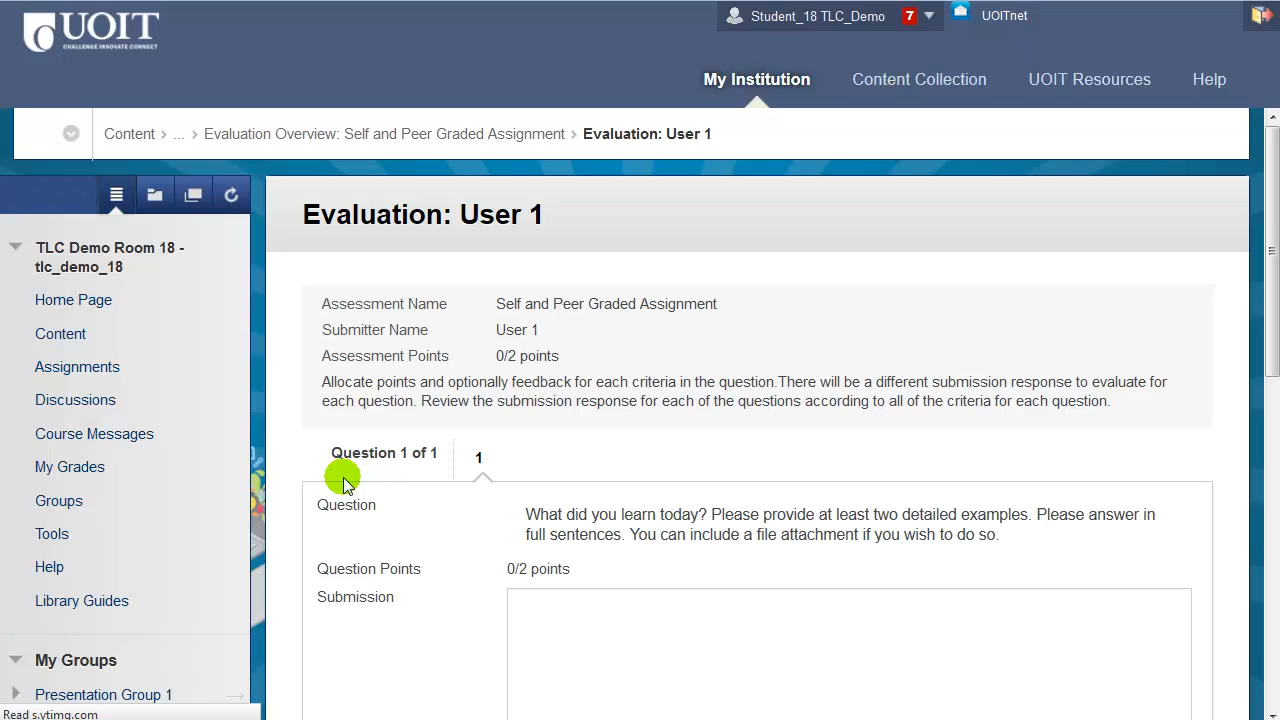 UOIT
CHALLENGE INNOVATE CONNECT
Student_18 TLC_Demo 7 UOITnet
My Institution Content Collection UOIT Resources Help
Content > ... > Evaluation Overview: Self and Peer Graded Assignment > Evaluation: User 1
TLC Demo Room 18 -
tlc_demo_18
Home Page
Content
Assignments
Discussions
Course Messages
My Grades
Groups
Tools
Help
Library Guides
My Groups
Presentation Group 1
Read s.ytimg.com
Evaluation: User 1
Assessment Name Self and Peer Graded Assignment
Submitter Name User 1
Assessment Points 0/2 points
Allocate points and optionally feedback for each criteria in the question.There will be a different submission response to evaluate for
each question. Review the submission response for each of the questions according to all of the criteria for each question.
Question 1 of 1 1
Question What did you learn today? Please provide at least two detailed examples. Please answer in
full sentences. You can include a file attachment if you wish to do so.
Question Points 0/2 points
Submission